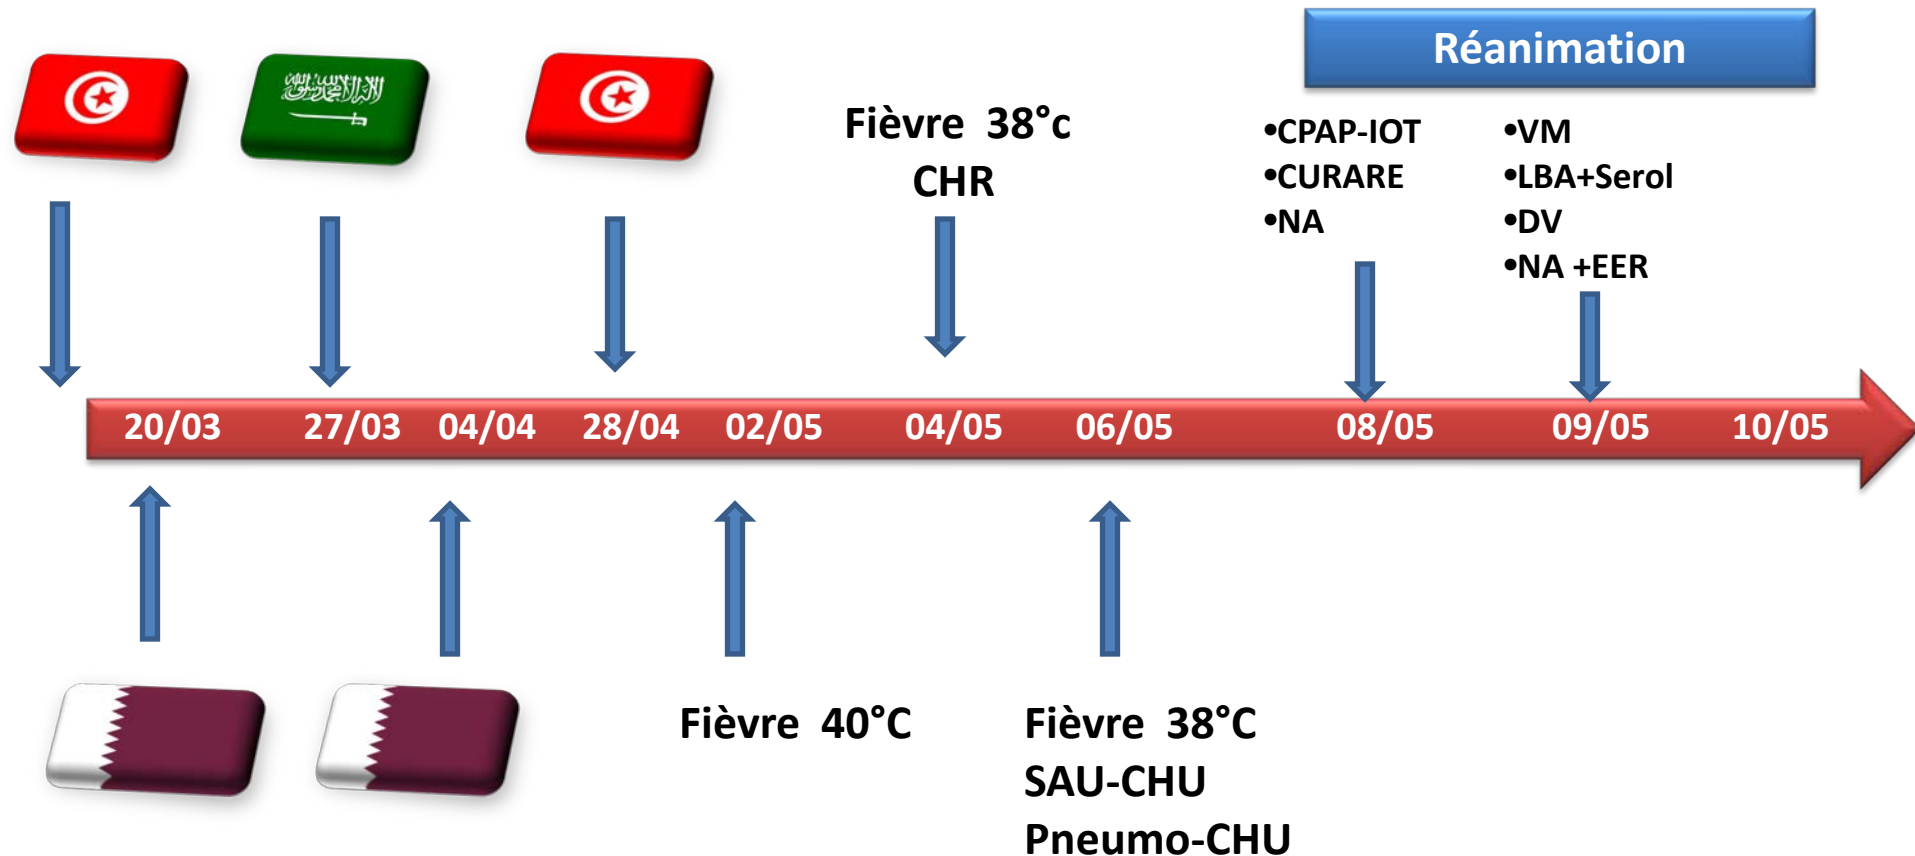 Réanimation
Fièvre 38°c
CHR
•CPAP-IOT
•CURARE
•NA
•VM
•LBA+Serol
•DV
•NA +EER
20/03 27/03 04/04 28/04 02/05 04/05 06/05 08/05 09/05 10/05
Fièvre 40°C
Fièvre 38°C
SAU-CHU
Pneumo-CHU